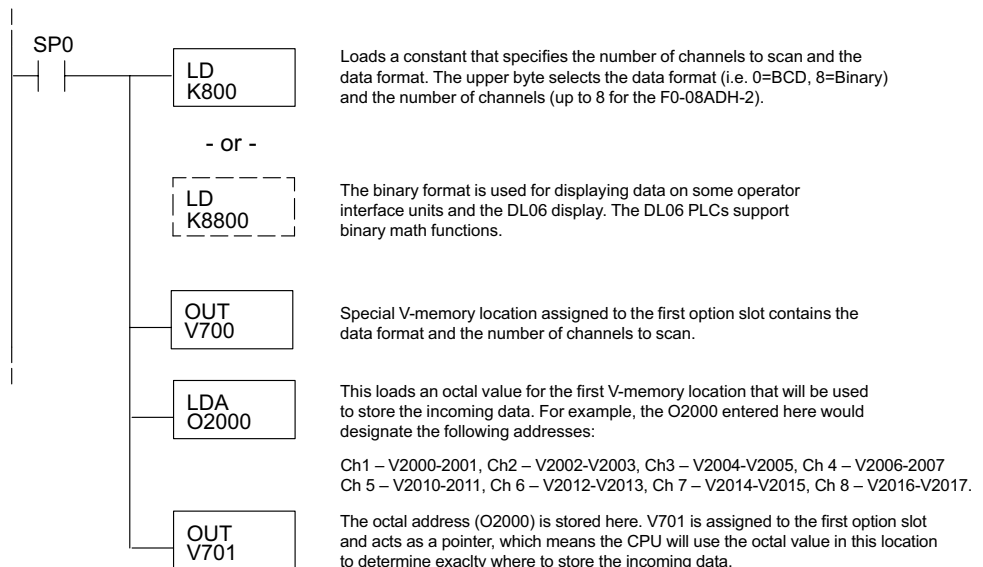 SP0
LD
K800
Loads a constant that specifies the number of channels to scan and the
data format. The upper byte selects the data format (i.e. 0=BCD, 8=Binary)
and the number of channels (up to 8 for the F0-08ADH-2).
- or -
LD
K8800
The binary format is used for displaying data on some operator
interface units and the DL06 display. The DL06 PLCs support
binary math functions.
OUT
V700
Special V-memory location assigned to the first option slot contains the
data format and the number of channels to scan.
LDA
O2000
This loads an octal value for the first V-memory location that will be used
to store the incoming data. For example, the O2000 entered here would
designate the following addresses:
Ch1 – V2000-2001, Ch2 – V2002-V2003, Ch3 – V2004-V2005, Ch 4 – V2006-2007
Ch 5 – V2010-2011, Ch 6 – V2012-V2013, Ch 7 – V2014-V2015, Ch 8 – V2016-V2017.
OUT
V701
The octal address (O2000) is stored here. V701 is assigned to the first option slot
and acts as a pointer, which means the CPU will use the octal value in this location
to determine exaclty where to store the incoming data.